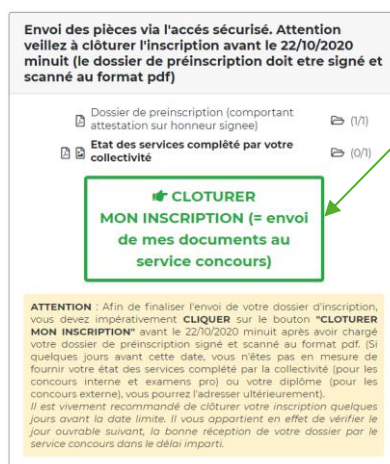 Envoi des pièces via l'accés sécurisé. Attention
veillez à clôturer l'inscription avant le 22/10/2020
minuit (le dossier de préinscription doit etre signé et
scanné au format pdf)
Dossier de preinscription (comportant
attestation sur honneur signee) (1/1)
Etat des services complêté par votre
collectivité (0/1)
CLOTURER
MON INSCRIPTION (= envoi
de mes documents au
service concours)
ATTENTION : Afin de finaliser l'envoi de votre dossier d'inscription,
vous devez impérativement CLIQUER sur le bouton "CLOTURER
MON INSCRIPTION" avant le 22/10/2020 minuit après avoir chargé
votre dossier de préinscription signé et scanné au format pdf. (Si
quelques jours avant cette date, vous n'êtes pas en mesure de
fournir votre état des services complété par la collectivité (pour les
concours interne et examens pro) ou votre diplôme (pour les
concours externe), vous pourrez l'adresser ultérieurement).
Il est vivement recommandé de clôturer votre inscription quelques
jours avant la date limite. Il vous appartient en effet de vérifier le
jour ouvrable suivant, la bonne réception de votre dossier par le
service concours dans le délai imparti.